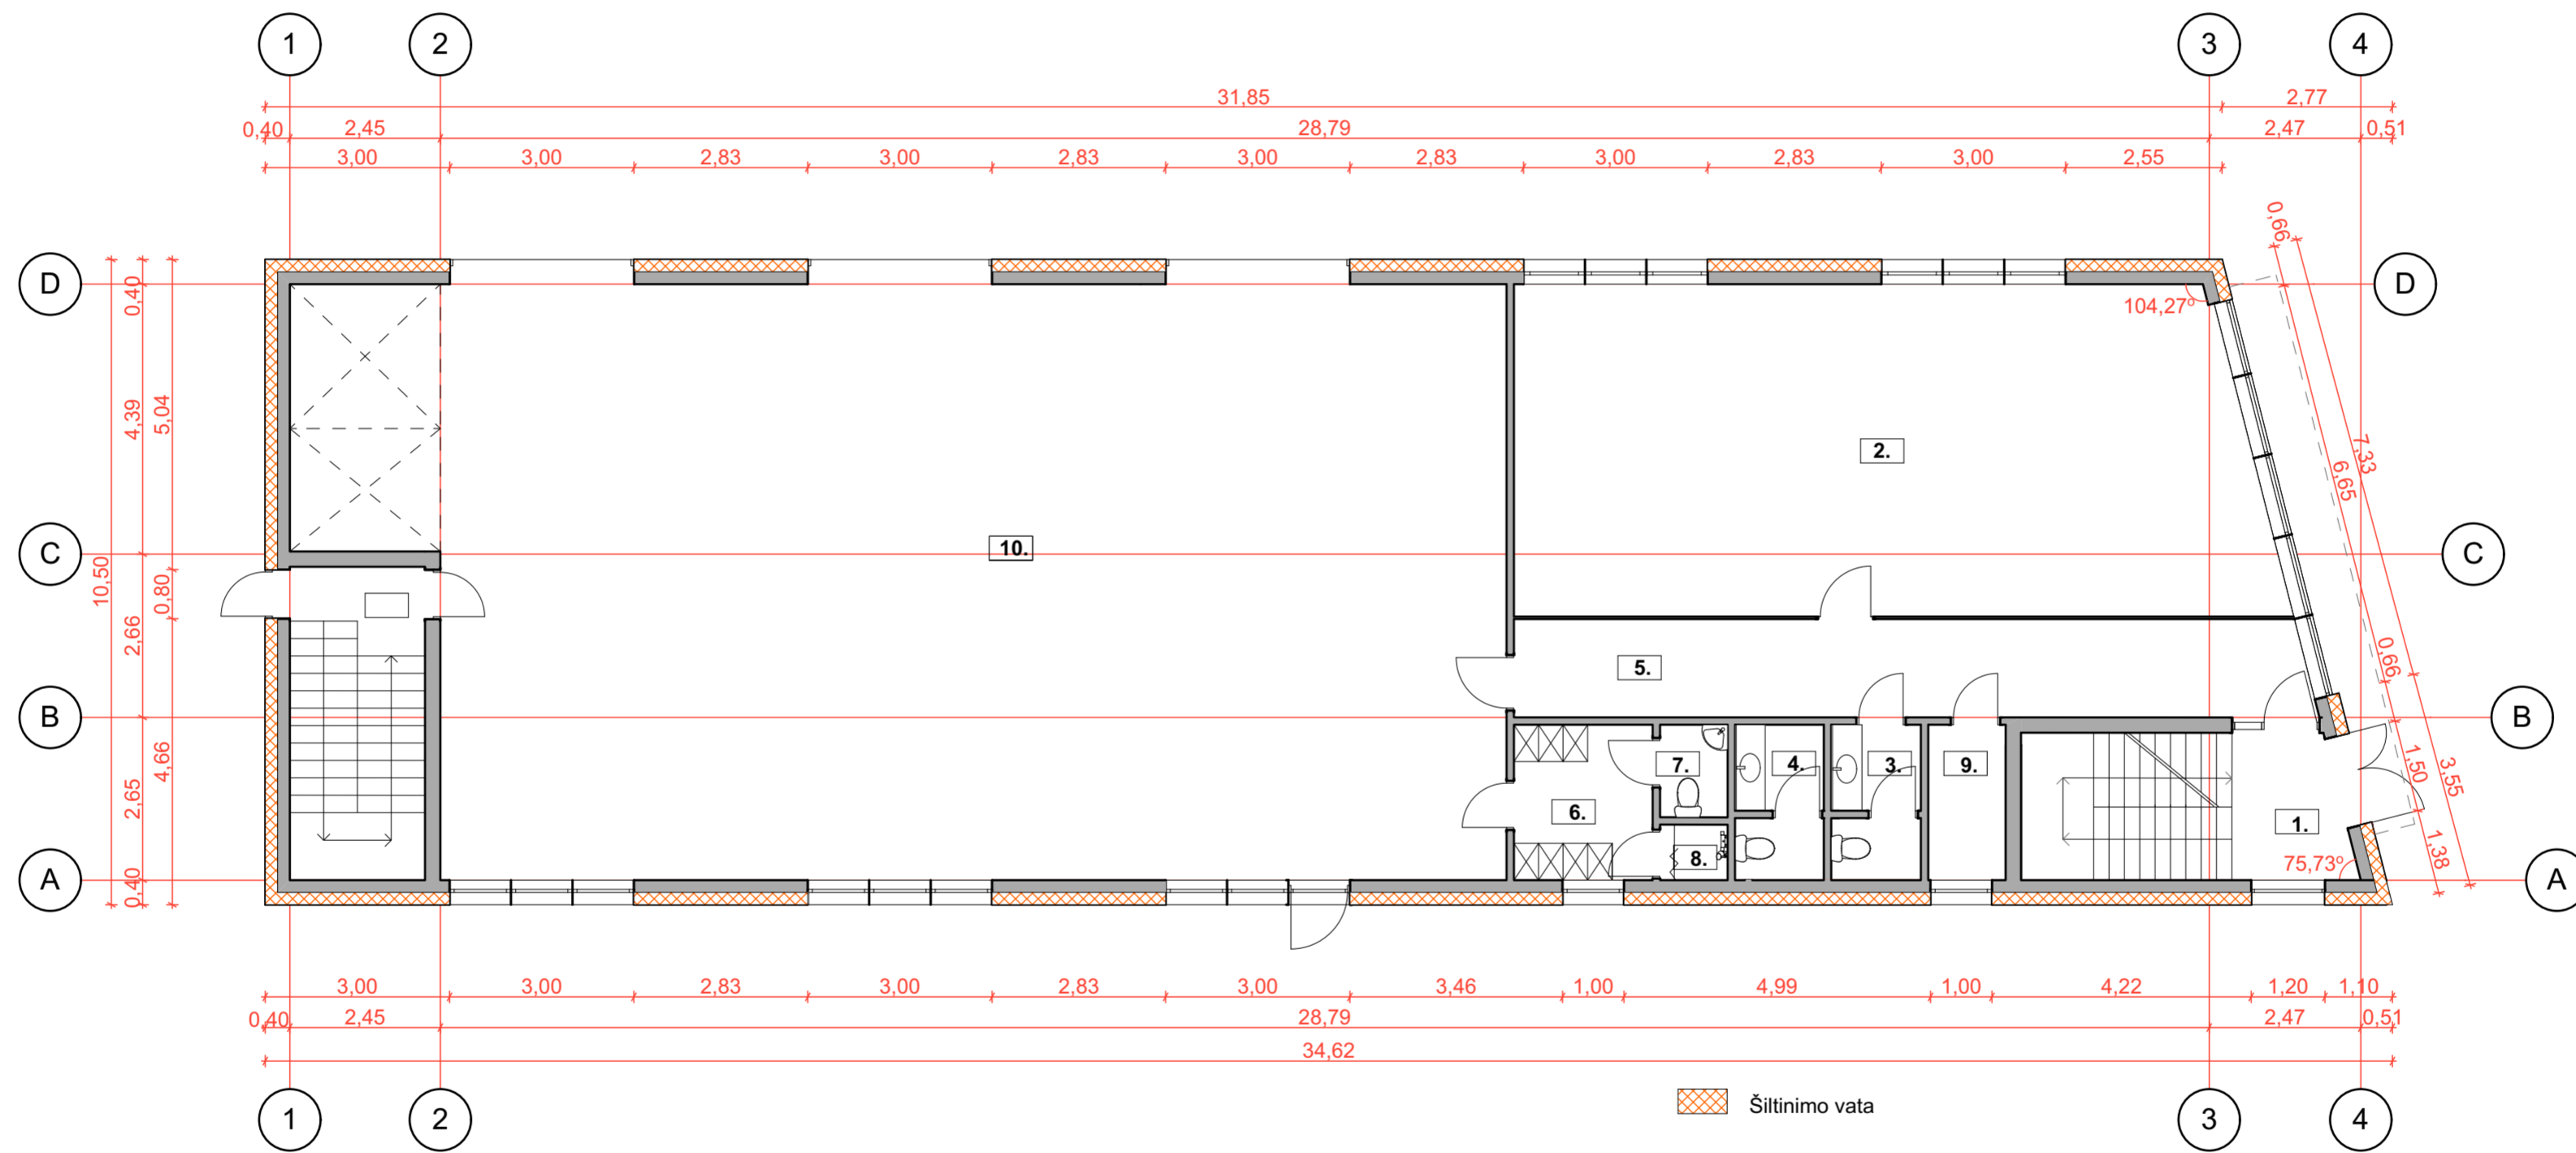 1 2 3 4
31,85 2,77
0,40 2,45 28,79 2,47 0,51
3,00 3,00 2,83 3,00 2,83 3,00 2,83 3,00 2,83 3,00 2,55
0,66
D D
0,40
104,27º
4,39 5,04
7,33
2.
6,65
C 10. C
10,50
0,80
2,66
5. 0,66
B B
2,65 4,66
7. 4. 3. 9. 1,50 3,55
6. 1.
8. 1,38
75,73º
A A
0,40
3,00 3,00 2,83 3,00 2,83 3,00 3,46 1,00 4,99 1,00 4,22 1,20 1,10
0,40 2,45 28,79 2,47 0,51
34,62
Šiltinimo vata
1 2 3 4